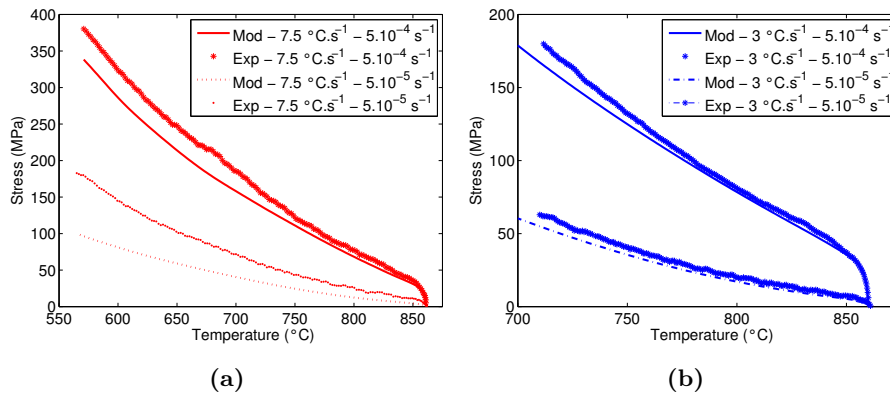 400
350
300
250
200
150
100
50
0
Stress (MPa)
Mod − 7.5 °C.s−1 − 5.10−4 s−1
Exp − 7.5 °C.s−1 − 5.10−4 s−1
Mod − 7.5 °C.s−1 − 5.10−5 s−1
Exp − 7.5 °C.s−1 − 5.10−5 s−1
550 600 650 700 750 800 850
Temperature (°C)
(a)
200
150
100
50
0
Stress (MPa)
Mod − 3 °C.s−1 − 5.10−4 s−1
Exp − 3 °C.s−1 − 5.10−4 s−1
Mod − 3 °C.s−1 − 5.10−5 s−1
Exp − 3 °C.s−1 − 5.10−5 s−1
700 750 800 850
Temperature (°C)
(b)